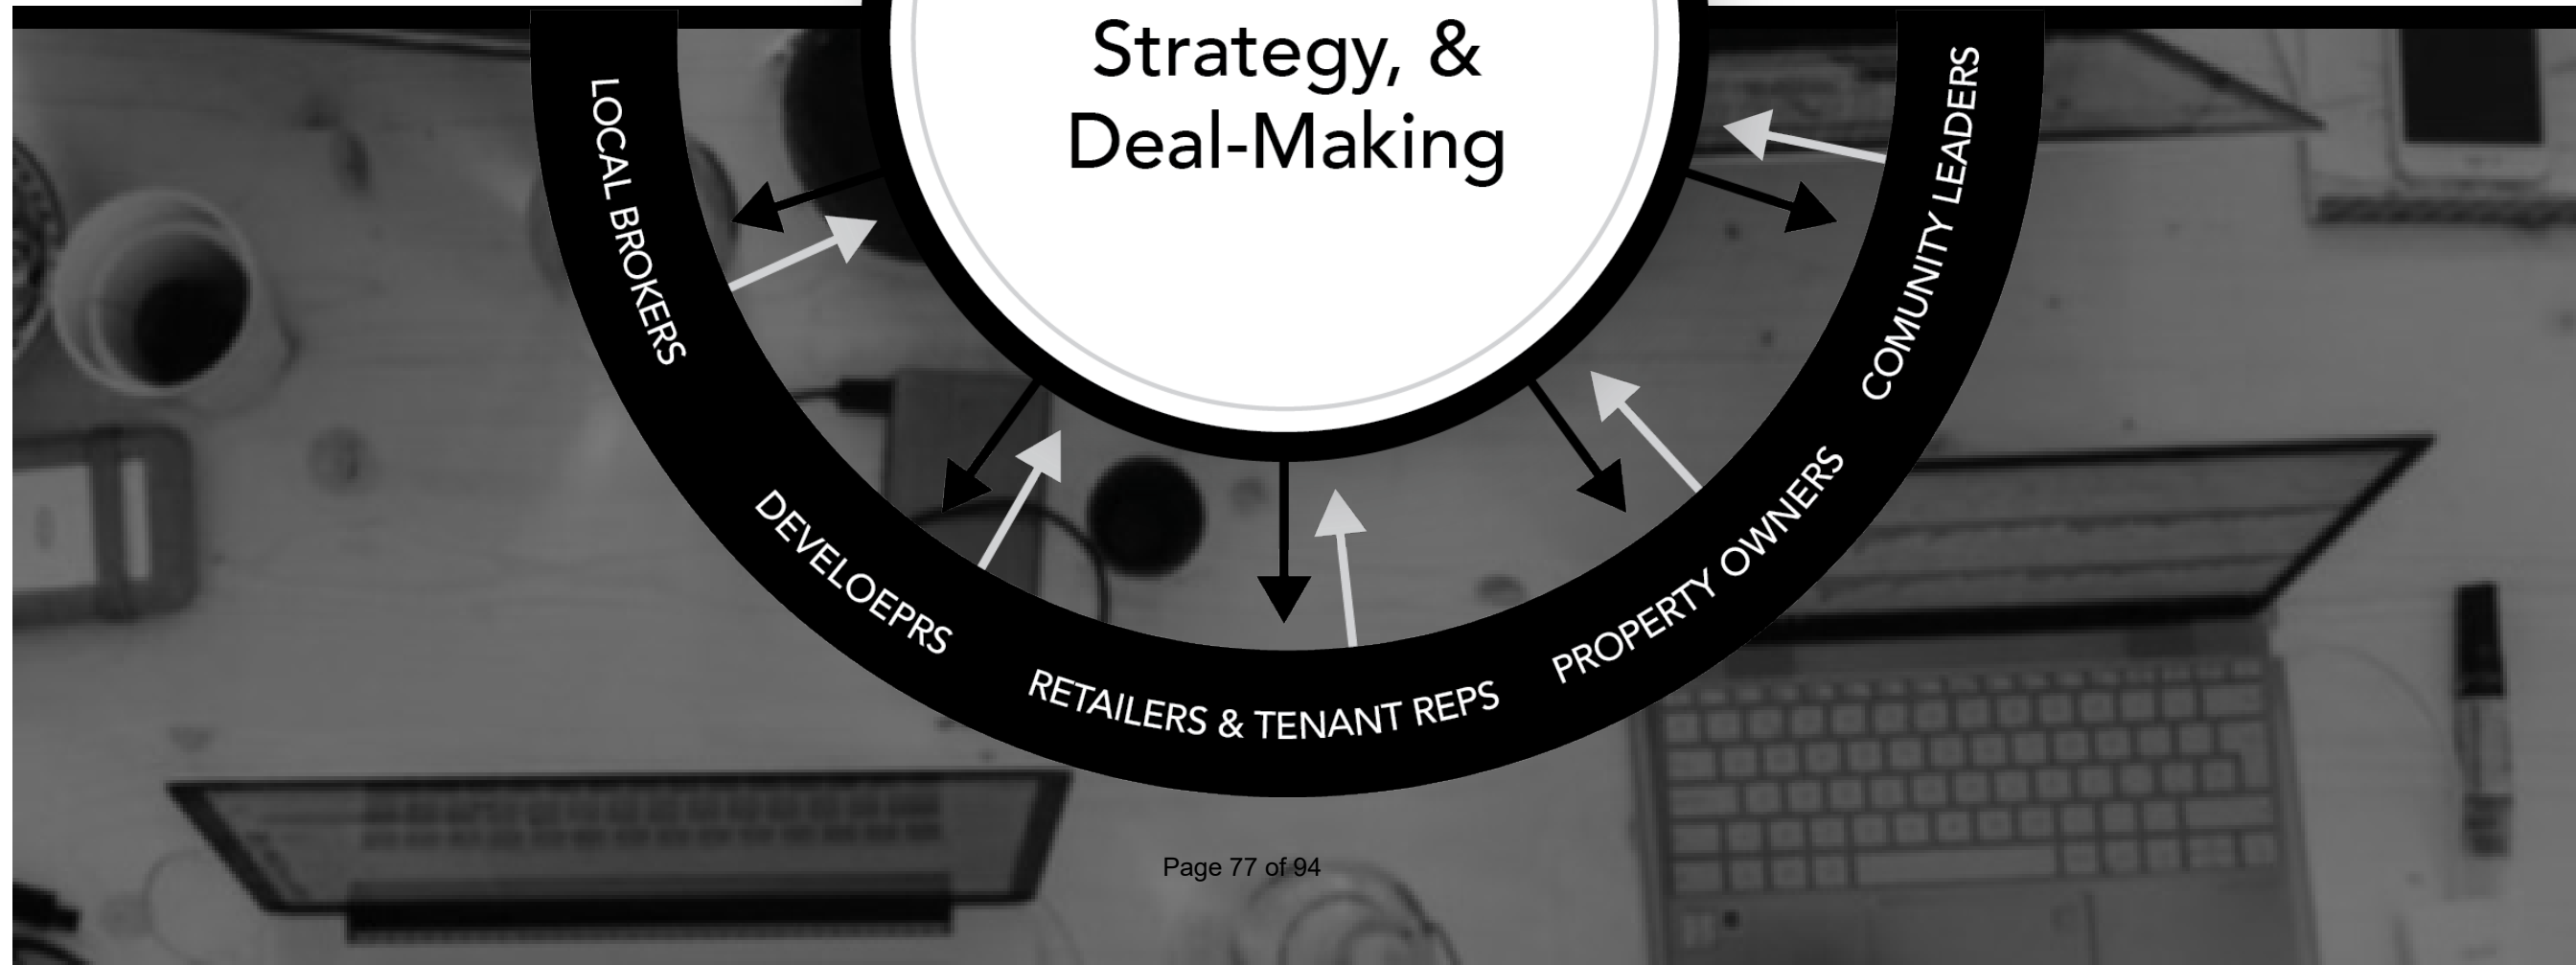 Strategy, &
Deal-Making
LOCAL BROKERS
DEVELOEPRS
RETAILERS & TENANT REPS
PROPERTY OWNERS
COMUNITY LEADERS
Page 77 of 94